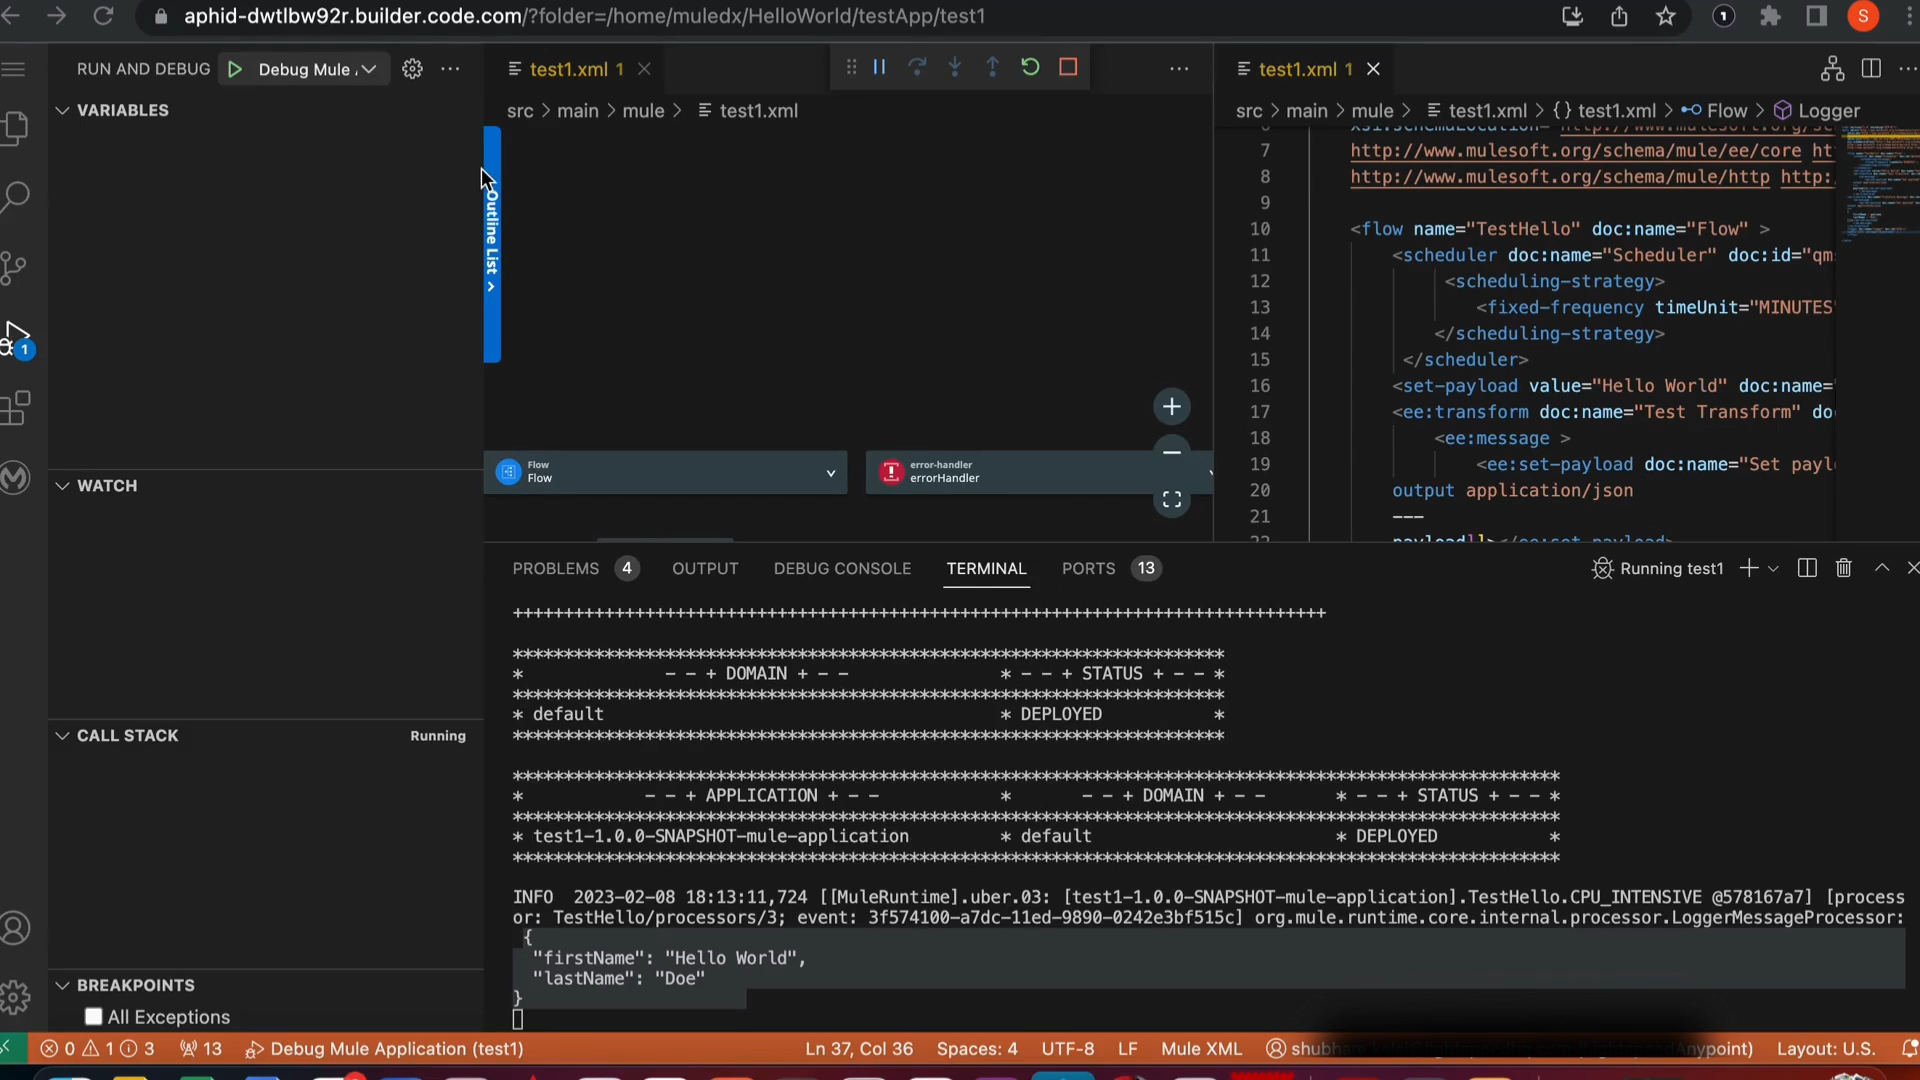 aphid-dwtlbw92r.builder.code.com/?folder=/home/muledx/HelloWorld/testApp/test1
1
S
RUN AND DEBUG
Debug Mule
VARIABLES
WATCH
CALL STACK
Running
BREAKPOINTS
All Exceptions
1
test1.xml 1
src > main > mule > test1.xml
Outline List >
Flow
Flow
error-handler
errorHandler
test1.xml 1
src > main > mule > test1.xml > {} test1.xml > Flow > Logger
7 http://www.mulesoft.org/schema/mule/ee/core
8 http://www.mulesoft.org/schema/mule/http http:
9
10 <flow name="TestHello" doc:name="Flow" >
11 <scheduler doc:name="Scheduler" doc:id="qm
12 <scheduling-strategy>
13 <fixed-frequency timeUnit="MINUTES"
14 </scheduling-strategy>
15 </scheduler>
16 <set-payload value="Hello World" doc:name=
17 <ee:transform doc:name="Test Transform" do
18 <ee:message >
19 <ee:set-payload doc:name="Set payl
20 output application/json
21 ---
PROBLEMS 4 OUTPUT DEBUG CONSOLE TERMINAL PORTS 13
Running test1
++++++++++++++++++++++++++++++++++++++++++++++++++++++++++++++++++++++++++++++++
**********************************************************************
* - - + DOMAIN + - - * - - + STATUS + - - *
**********************************************************************
* default * DEPLOYED *
**********************************************************************
*******************************************************************************************************
* - - + APPLICATION + - - * - - + DOMAIN + - - * - - + STATUS + - - *
*******************************************************************************************************
* test1-1.0.0-SNAPSHOT-mule-application * default * DEPLOYED *
*******************************************************************************************************
INFO 2023-02-08 18:13:11,724 [[MuleRuntime].uber.03: [test1-1.0.0-SNAPSHOT-mule-application].TestHello.CPU_INTENSIVE @578167a7] [process
or: TestHello/processors/3; event: 3f574100-a7dc-11ed-9890-0242e3bf515c] org.mule.runtime.core.internal.processor.LoggerMessageProcessor:
{
"firstName": "Hello World",
"lastName": "Doe"
}
0 1 3 13 Debug Mule Application (test1)
Ln 37, Col 36 Spaces: 4 UTF-8 LF Mule XML
Layout: U.S.